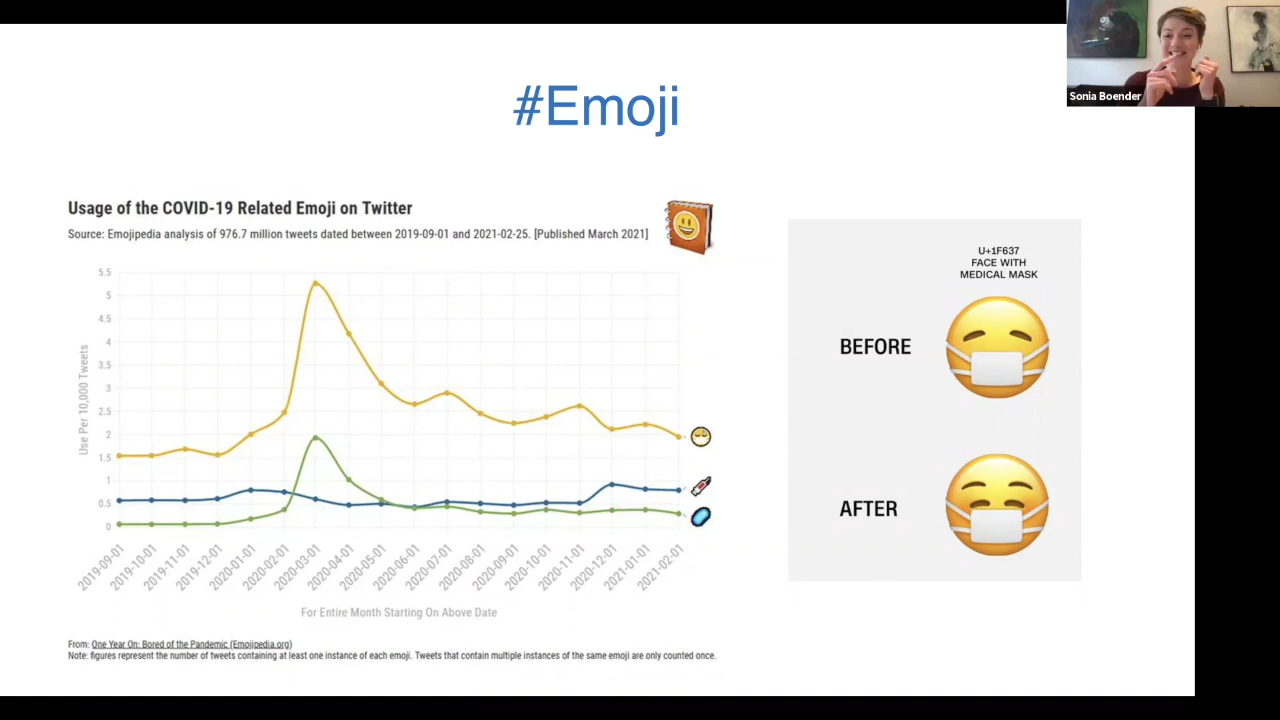 #Emoji
Sonia Boender
Usage of the COVID-19 Related Emoji on Twitter
Source: Emojipedia analysis of 976.7 million tweets dated between 2019-09-01 and 2021-02-25. [Published March 2021]
5.5
5
4.5
4
3.5
3
2.5
2
1.5
1
0.5
0
Use Per 10,000 Tweets
2019-09-01
2019-10-01
2019-11-01
2019-12-01
2020-01-01
2020-02-01
2020-03-01
2020-04-01
2020-05-01
2020-06-01
2020-07-01
2020-08-01
2020-09-01
2020-10-01
2020-11-01
2020-12-01
2021-01-01
2021-02-01
For Entire Month Starting On Above Date
From: One Year On: Bored of the Pandemic (Emojipedia.org)
Note: figures represent the number of tweets containing at least one instance of each emoji. Tweets that contain multiple instances of the same emoji are only counted once.
U+1F637
FACE WITH
MEDICAL MASK
BEFORE
AFTER